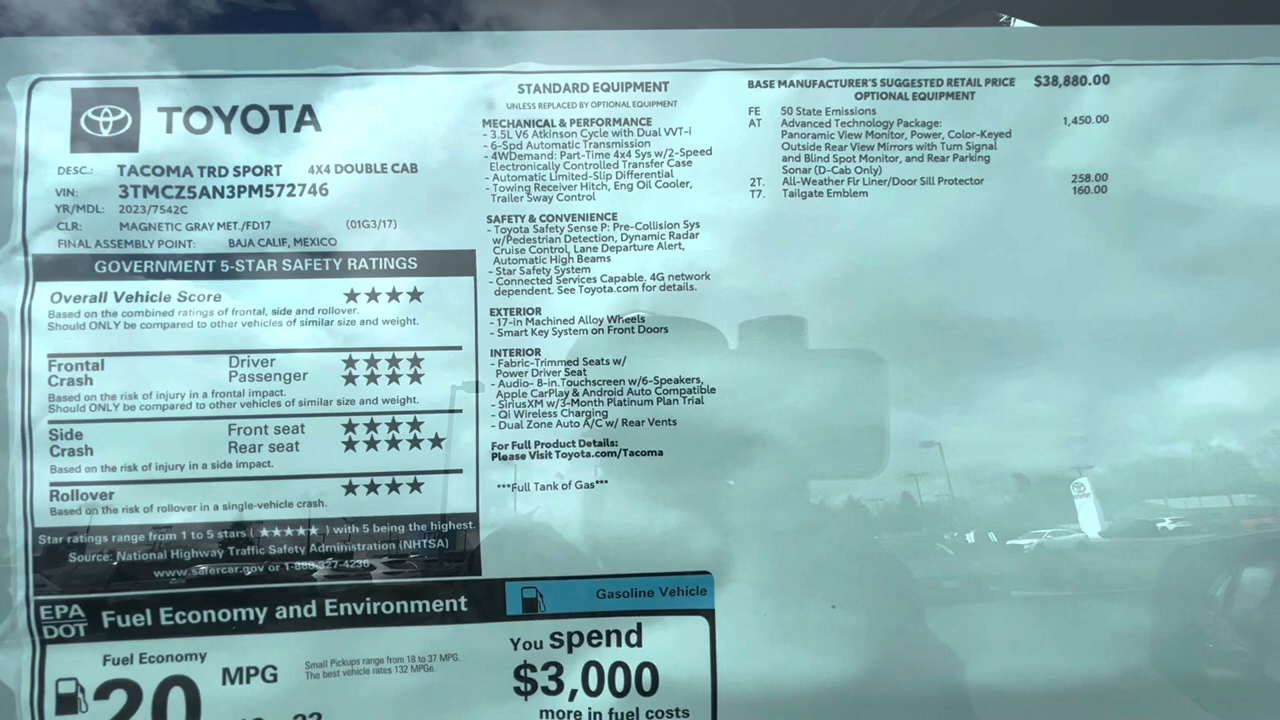 TOYOTA
DESC.: TACOMA TRD SPORT 4X4 DOUBLE CAB
VIN: 3TMCZ5AN3PM572746
YR/MDL: 2023/7542C
CLR: MAGNETIC GRAY MET./FD17 (01G3/17)
FINAL ASSEMBLY POINT: BAJA CALIF, MEXICO
GOVERNMENT 5-STAR SAFETY RATINGS
Overall Vehicle Score ★★★★
Based on the combined ratings of frontal, side and rollover.
Should ONLY be compared to other vehicles of similar size and weight.
Frontal Driver ★★★★
Crash Passenger ★★★★
Based on the risk of injury in a frontal impact.
Should ONLY be compared to other vehicles of similar size and weight.
Side Front seat ★★★★
Crash Rear seat ★★★★★
Based on the risk of injury in a side impact.
Rollover ★★★★
Based on the risk of rollover in a single-vehicle crash.
Star ratings range from 1 to 5 stars (★★★★★) with 5 being the highest.
Source: National Highway Traffic Safety Administration (NHTSA)
www.safercar.gov or 1-888-327-4236
STANDARD EQUIPMENT
UNLESS REPLACED BY OPTIONAL EQUIPMENT
MECHANICAL & PERFORMANCE
- 3.5L V6 Atkinson Cycle with Dual VVT-i
- 6-Spd Automatic Transmission
- 4WDemand: Part-Time 4x4 Sys w/2-Speed
Electronically Controlled Transfer Case
- Automatic Limited-Slip Differential
- Towing Receiver Hitch, Eng Oil Cooler,
Trailer Sway Control
SAFETY & CONVENIENCE
- Toyota Safety Sense P: Pre-Collision Sys
w/Pedestrian Detection, Dynamic Radar
Cruise Control, Lane Departure Alert,
Automatic High Beams
- Star Safety System
- Connected Services Capable. 4G network
dependent. See Toyota.com for details.
EXTERIOR
- 17-in Machined Alloy Wheels
- Smart Key System on Front Doors
INTERIOR
- Fabric-Trimmed Seats w/
Power Driver Seat
- Audio- 8-in.Touchscreen w/6-Speakers,
Apple CarPlay & Android Auto Compatible
- SiriusXM w/3-Month Platinum Plan Trial
- Qi Wireless Charging
- Dual Zone Auto A/C w/ Rear Vents
For Full Product Details:
Please Visit Toyota.com/Tacoma
***Full Tank of Gas***
BASE MANUFACTURER'S SUGGESTED RETAIL PRICE $38,880.00
OPTIONAL EQUIPMENT
FE 50 State Emissions
AT Advanced Technology Package: 1,450.00
Panoramic View Monitor, Power, Color-Keyed
Outside Rear View Mirrors with Turn Signal
and Blind Spot Monitor, and Rear Parking
Sonar (D-Cab Only)
2T. All-Weather Flr Liner/Door Sill Protector 258.00
T7. Tailgate Emblem 160.00
EPA
DOT
Fuel Economy and Environment
Gasoline Vehicle
Fuel Economy
20 MPG
Small Pickups range from 18 to 37 MPG.
The best vehicle rates 132 MPGe.
You spend
$3,000
more in fuel costs